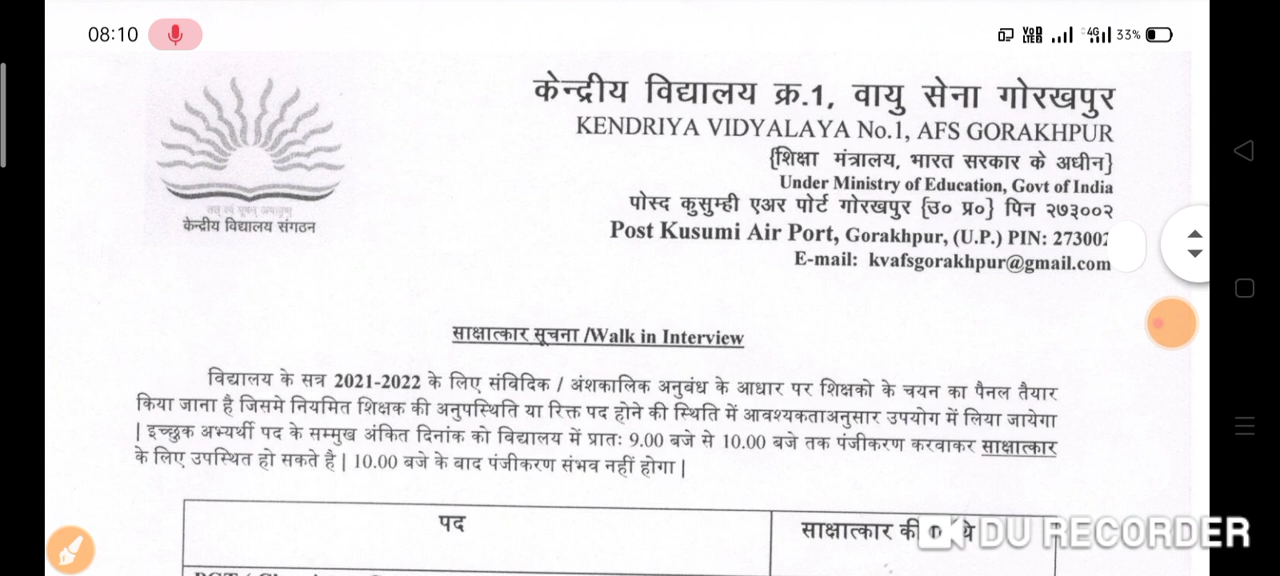 08:10
VoD LTED 4G 33%
केन्द्रीय विद्यालय क्र.1, वायु सेना गोरखपुर
KENDRIYA VIDYALAYA No.1, AFS GORAKHPUR
{शिक्षा मंत्रालय, भारत सरकार के अधीन}
Under Ministry of Education, Govt of India
पोस्द कुसुम्ही एअर पोर्ट गोरखपुर {उ० प्र०} पिन २७३००२
Post Kusumi Air Port, Gorakhpur, (U.P.) PIN: 273002
E-mail: kvafsgorakhpur@gmail.com
केन्द्रीय विद्यालय संगठन
साक्षात्कार सूचना /Walk in Interview
विद्यालय के सत्र 2021-2022 के लिए संविदिक / अंशकालिक अनुबंध के आधार पर शिक्षको के चयन का पैनल तैयार
किया जाना है जिसमे नियमित शिक्षक की अनुपस्थिति या रिक्त पद होने की स्थिति में आवश्यकताअनुसार उपयोग में लिया जायेगा
| इच्छुक अभ्यर्थी पद के सम्मुख अंकित दिनांक को विद्यालय में प्रातः 9.00 बजे से 10.00 बजे तक पंजीकरण करवाकर साक्षात्कार
के लिए उपस्थित हो सकते है | 10.00 बजे के बाद पंजीकरण संभव नहीं होगा |
पद
साक्षात्कार की
DU RECORDER